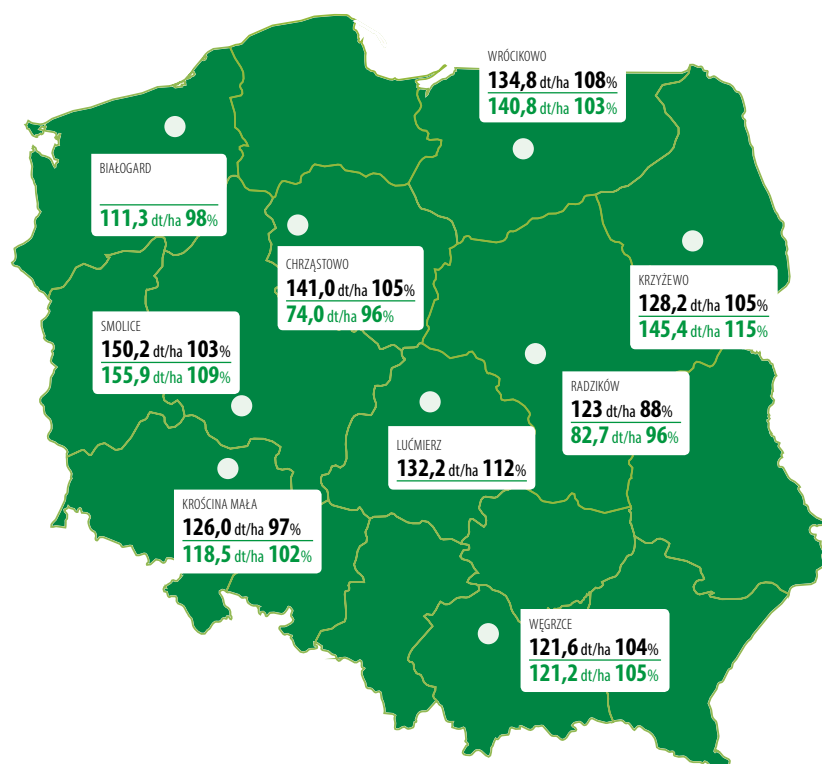 WRÓCIKOWO
134,8 dt/ha 108%
140,8 dt/ha 103%
BIAŁOGARD
111,3 dt/ha 98%
CHRZĄSTOWO
141,0 dt/ha 105%
74,0 dt/ha 96%
KRZYŻEWO
128,2 dt/ha 105%
145,4 dt/ha 115%
SMOLICE
150,2 dt/ha 103%
155,9 dt/ha 109%
RADZIKÓW
123 dt/ha 88%
82,7 dt/ha 96%
LUĆMIERZ
132,2 dt/ha 112%
KROŚCINA MAŁA
126,0 dt/ha 97%
118,5 dt/ha 102%
WĘGRZCE
121,6 dt/ha 104%
121,2 dt/ha 105%